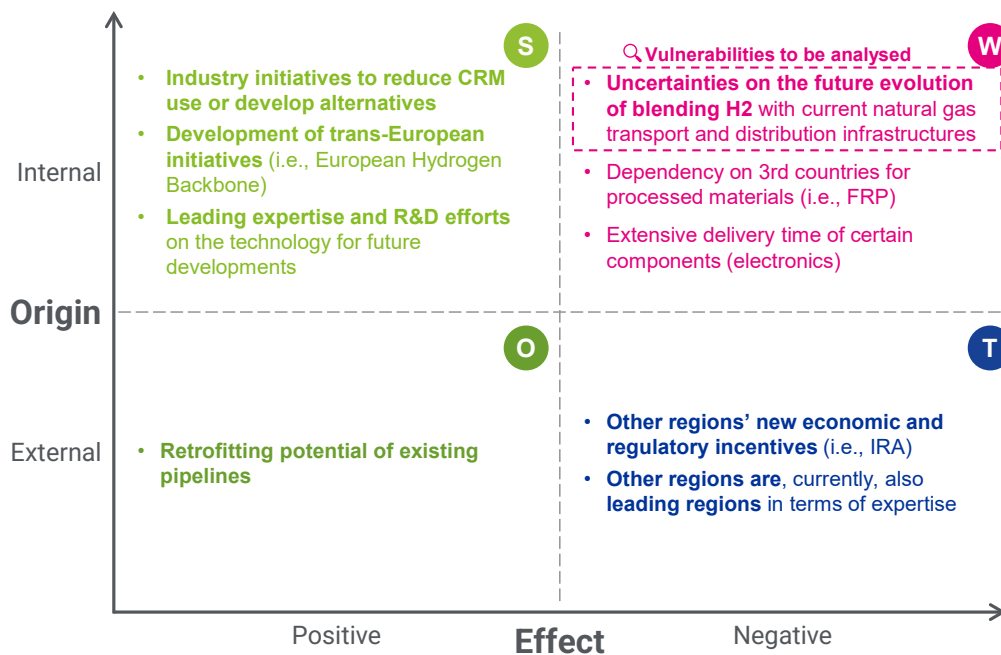 S
• Industry initiatives to reduce CRM
use or develop alternatives
• Development of trans-European
initiatives (i.e., European Hydrogen
Backbone)
• Leading expertise and R&D efforts
on the technology for future
developments
W
Vulnerabilities to be analysed
• Uncertainties on the future evolution
of blending H2 with current natural gas
transport and distribution infrastructures
• Dependency on 3rd countries for
processed materials (i.e., FRP)
• Extensive delivery time of certain
components (electronics)
Internal
Origin
External
O
• Retrofitting potential of existing
pipelines
T
• Other regions' new economic and
regulatory incentives (i.e., IRA)
• Other regions are, currently, also
leading regions in terms of expertise
Positive
Effect
Negative